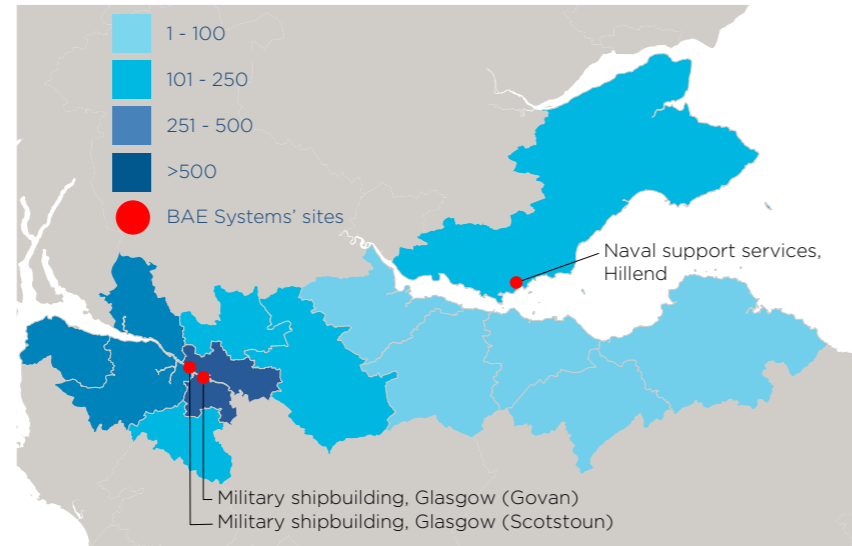 1 - 100
101 - 250
251 - 500
>500
BAE Systems’ sites
Naval support services,
Hillend
Military shipbuilding, Glasgow (Govan)
Military shipbuilding, Glasgow (Scotstoun)